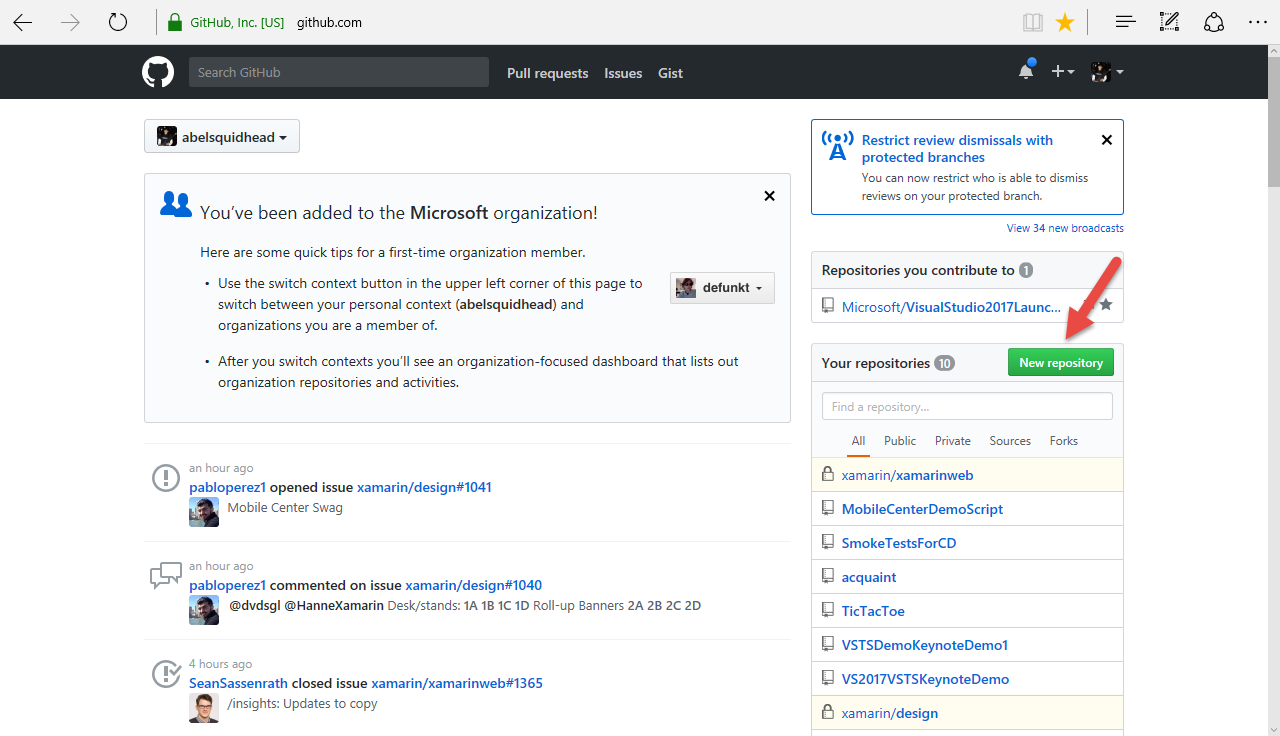 GitHub, Inc. [US] github.com
Search GitHub
Pull requests Issues Gist
abelsquidhead
You've been added to the Microsoft organization!
Here are some quick tips for a first-time organization member.
• Use the switch context button in the upper left corner of this page to
switch between your personal context (abelsquidhead) and
organizations you are a member of.
defunkt
• After you switch contexts you'll see an organization-focused dashboard that lists out
organization repositories and activities.
an hour ago
pabloperez1 opened issue xamarin/design#1041
Mobile Center Swag
an hour ago
pabloperez1 commented on issue xamarin/design#1040
@dvdsgl @HanneXamarin Desk/stands: 1A 1B 1C 1D Roll-up Banners 2A 2B 2C 2D
4 hours ago
SeanSassenrath closed issue xamarin/xamarinweb#1365
/insights: Updates to copy
Restrict review dismissals with
protected branches
You can now restrict who is able to dismiss
reviews on your protected branch.
View 34 new broadcasts
Repositories you contribute to 1
Microsoft/VisualStudio2017Launc...
Your repositories 10
New repository
Find a repository...
All Public Private Sources Forks
xamarin/xamarinweb
MobileCenterDemoScript
SmokeTestsForCD
acquaint
TicTacToe
VSTSDemoKeynoteDemo1
VS2017VSTSKeynoteDemo
xamarin/design